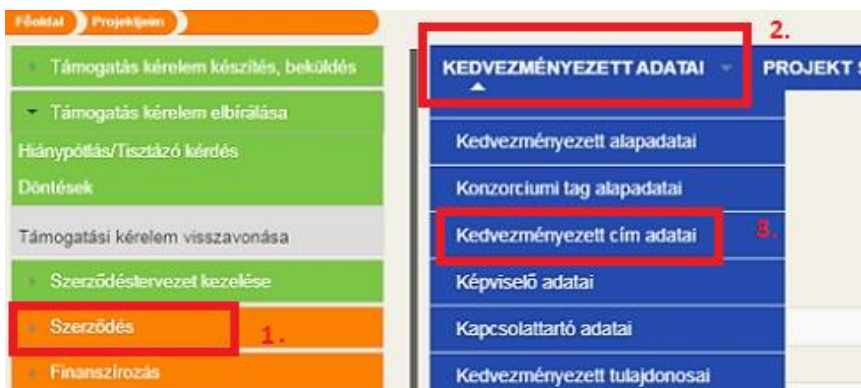 Főoldal Projektjeim
Támogatás kérelem készítés, beküldés
Támogatás kérelem elbírálása
Hiánypótlás/Tisztázó kérdés
Döntések
Támogatási kérelem visszavonása
Szerződéstervezet kezelése
Szerződés
1.
Finanszírozás
2.
KEDVEZMÉNYEZETT ADATAI PROJEKT S
Kedvezményezett alapadatai
Konzorciumi tag alapadatai
Kedvezményezett cím adatai
3.
Képviselő adatai
Kapcsolattartó adatai
Kedvezményezett tulajdonosai